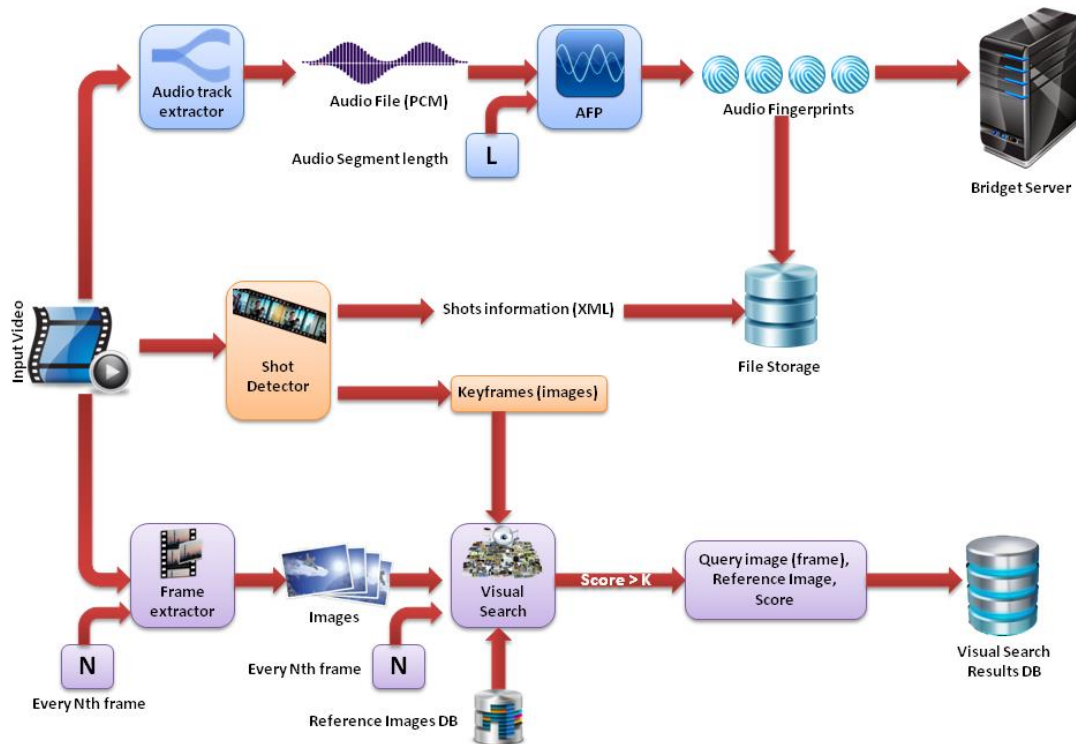 Audio track
extractor
Audio File (PCM)
AFP
Audio Fingerprints
Audio Segment length
L
Bridget Server
Input Video
Shot
Detector
Shots information (XML)
File Storage
Keyframes (images)
Frame
extractor
Images
Visual
Search
Score > K
Query image (frame),
Reference Image,
Score
N
Every Nth frame
Every Nth frame
N
Reference Images DB
Visual Search
Results DB